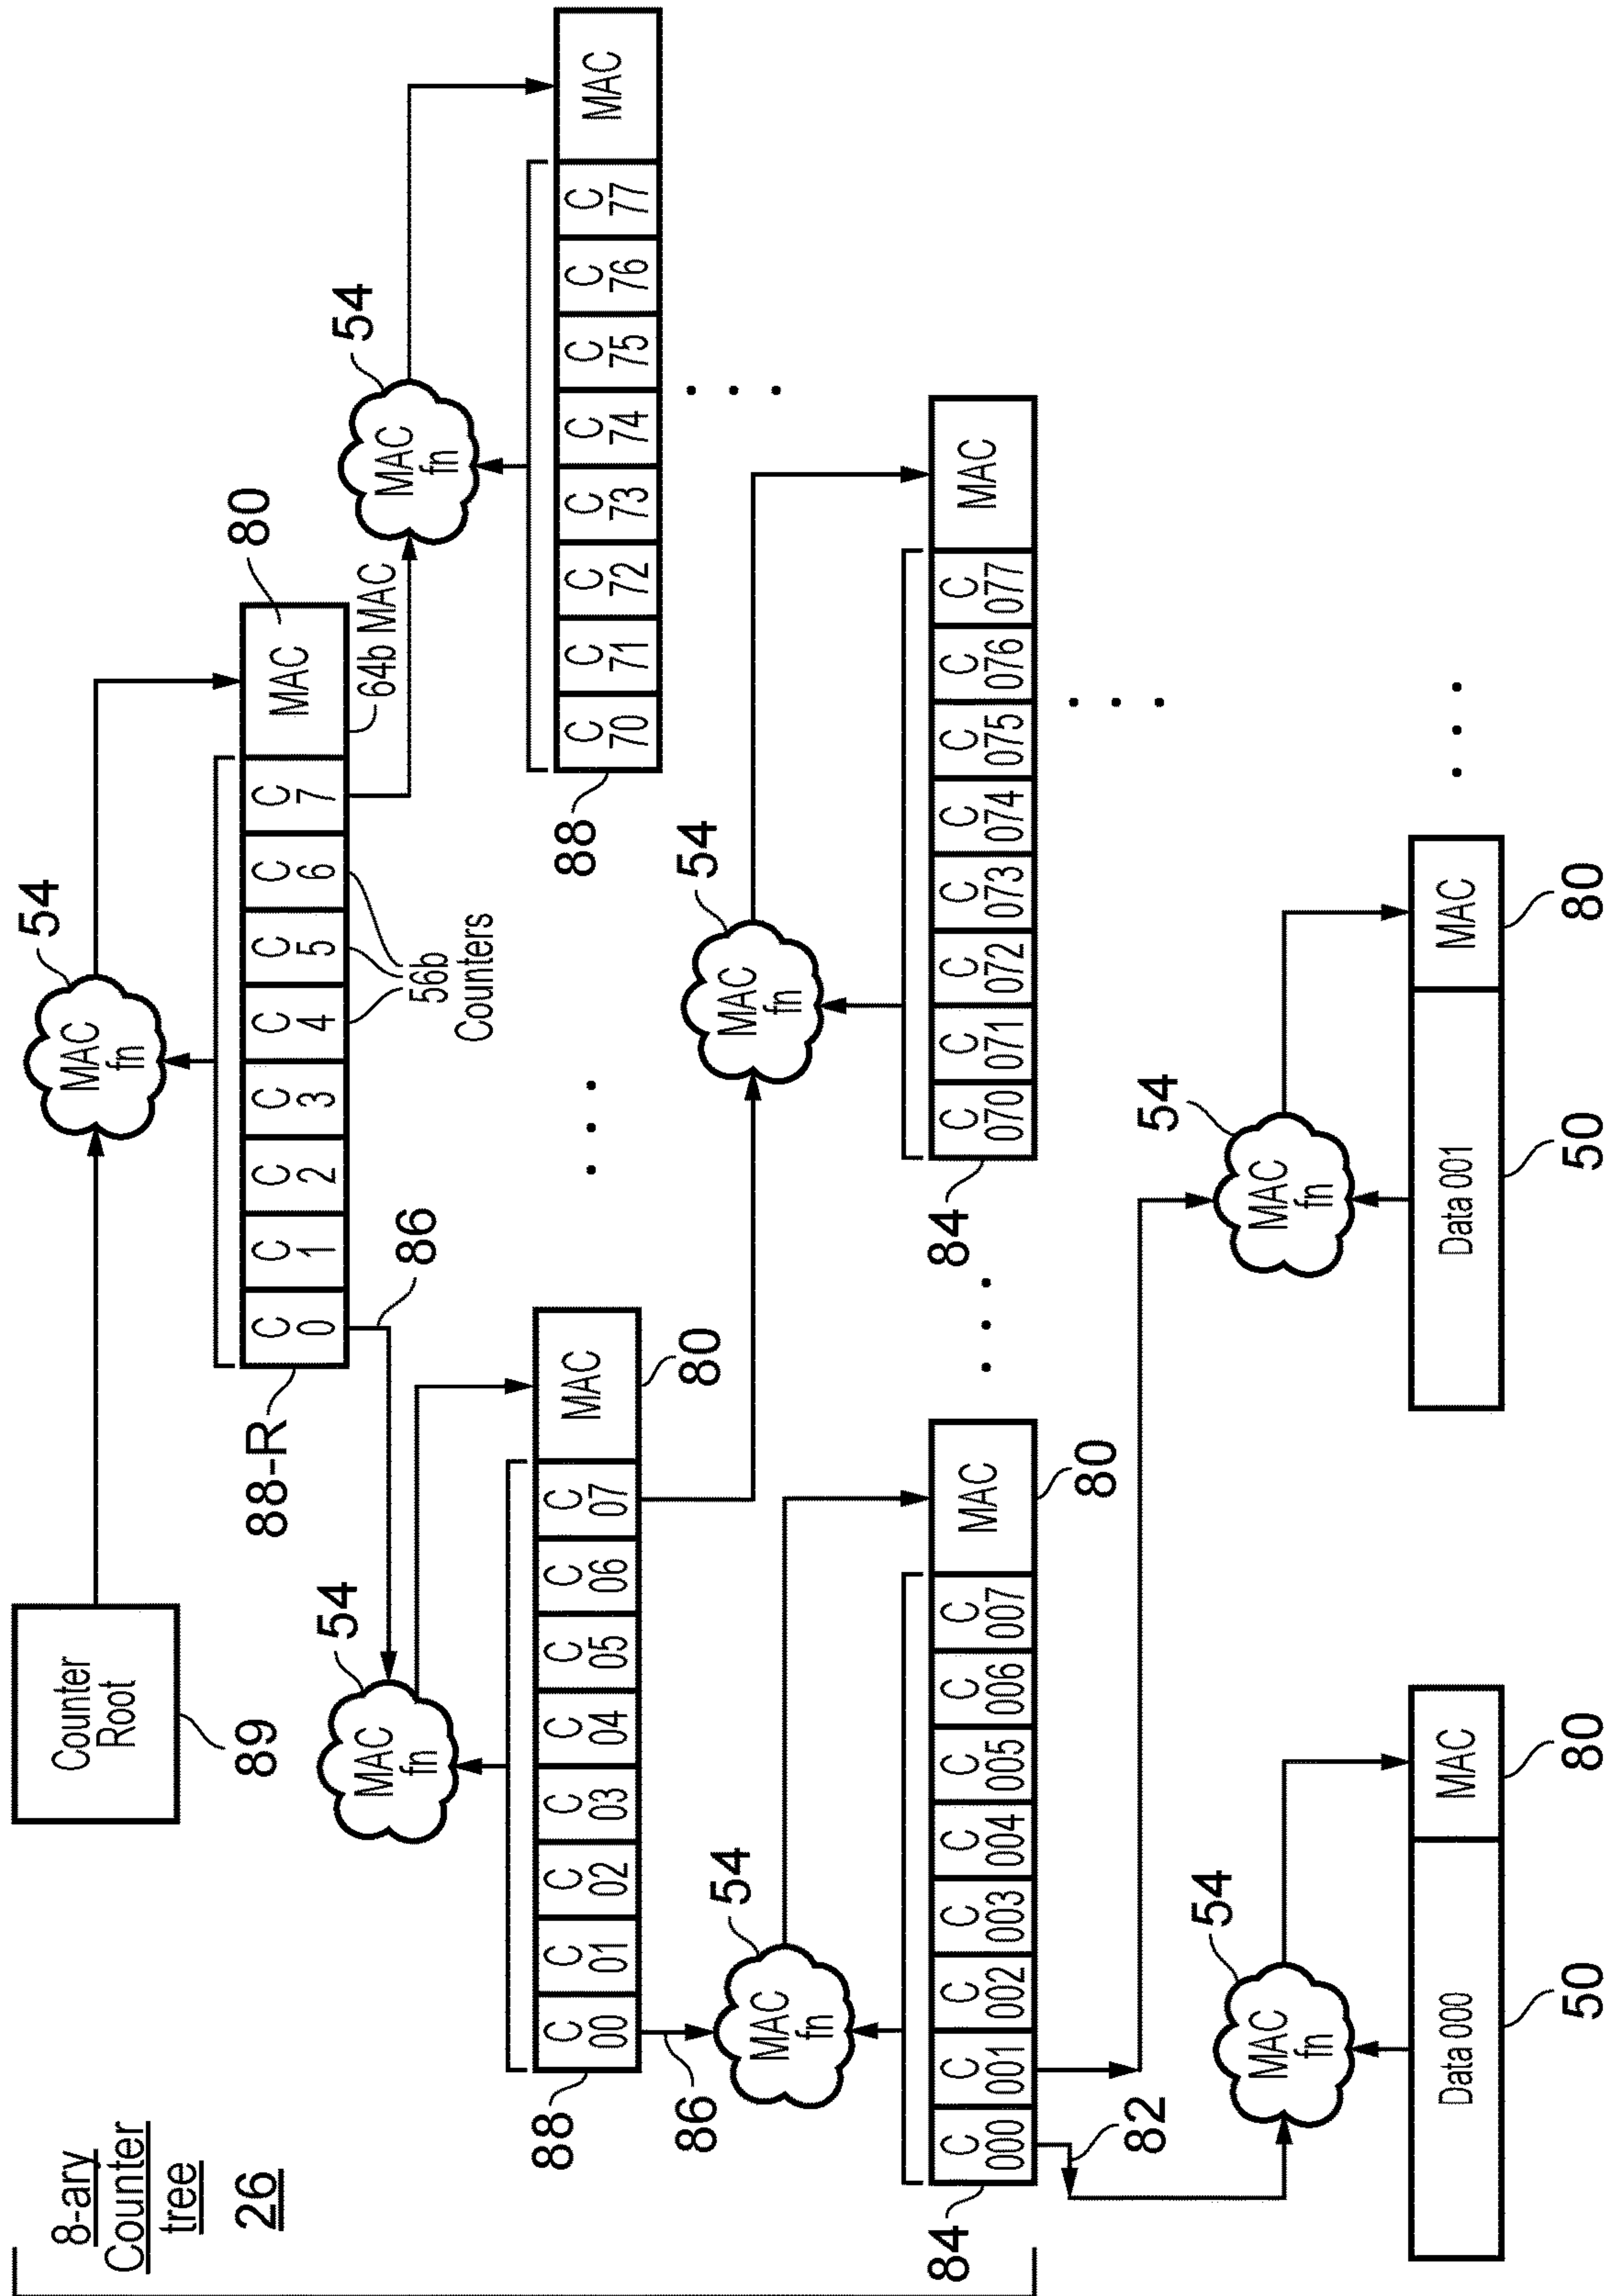 8-ary
Counter
tree
26
Counter
Root
89
MAC
fn
54
C
0
C
1
C
2
C
3
C
4
C
5
C
6
C
7
MAC
80
88-R
86
56b
Counters
64b MAC
MAC
fn
54
MAC
fn
54
C
00
C
01
C
02
C
03
C
04
C
05
C
06
C
07
MAC
80
88
86
. . .
C
70
C
71
C
72
C
73
C
74
C
75
C
76
C
77
MAC
88
. . .
MAC
fn
54
MAC
fn
54
C
000
C
001
C
002
C
003
C
004
C
005
C
006
C
007
MAC
80
84
82
. . .
C
070
C
071
C
072
C
073
C
074
C
075
C
076
C
077
MAC
84
. . .
MAC
fn
54
MAC
fn
54
Data 000
MAC
50
80
Data 001
MAC
50
80
. . .